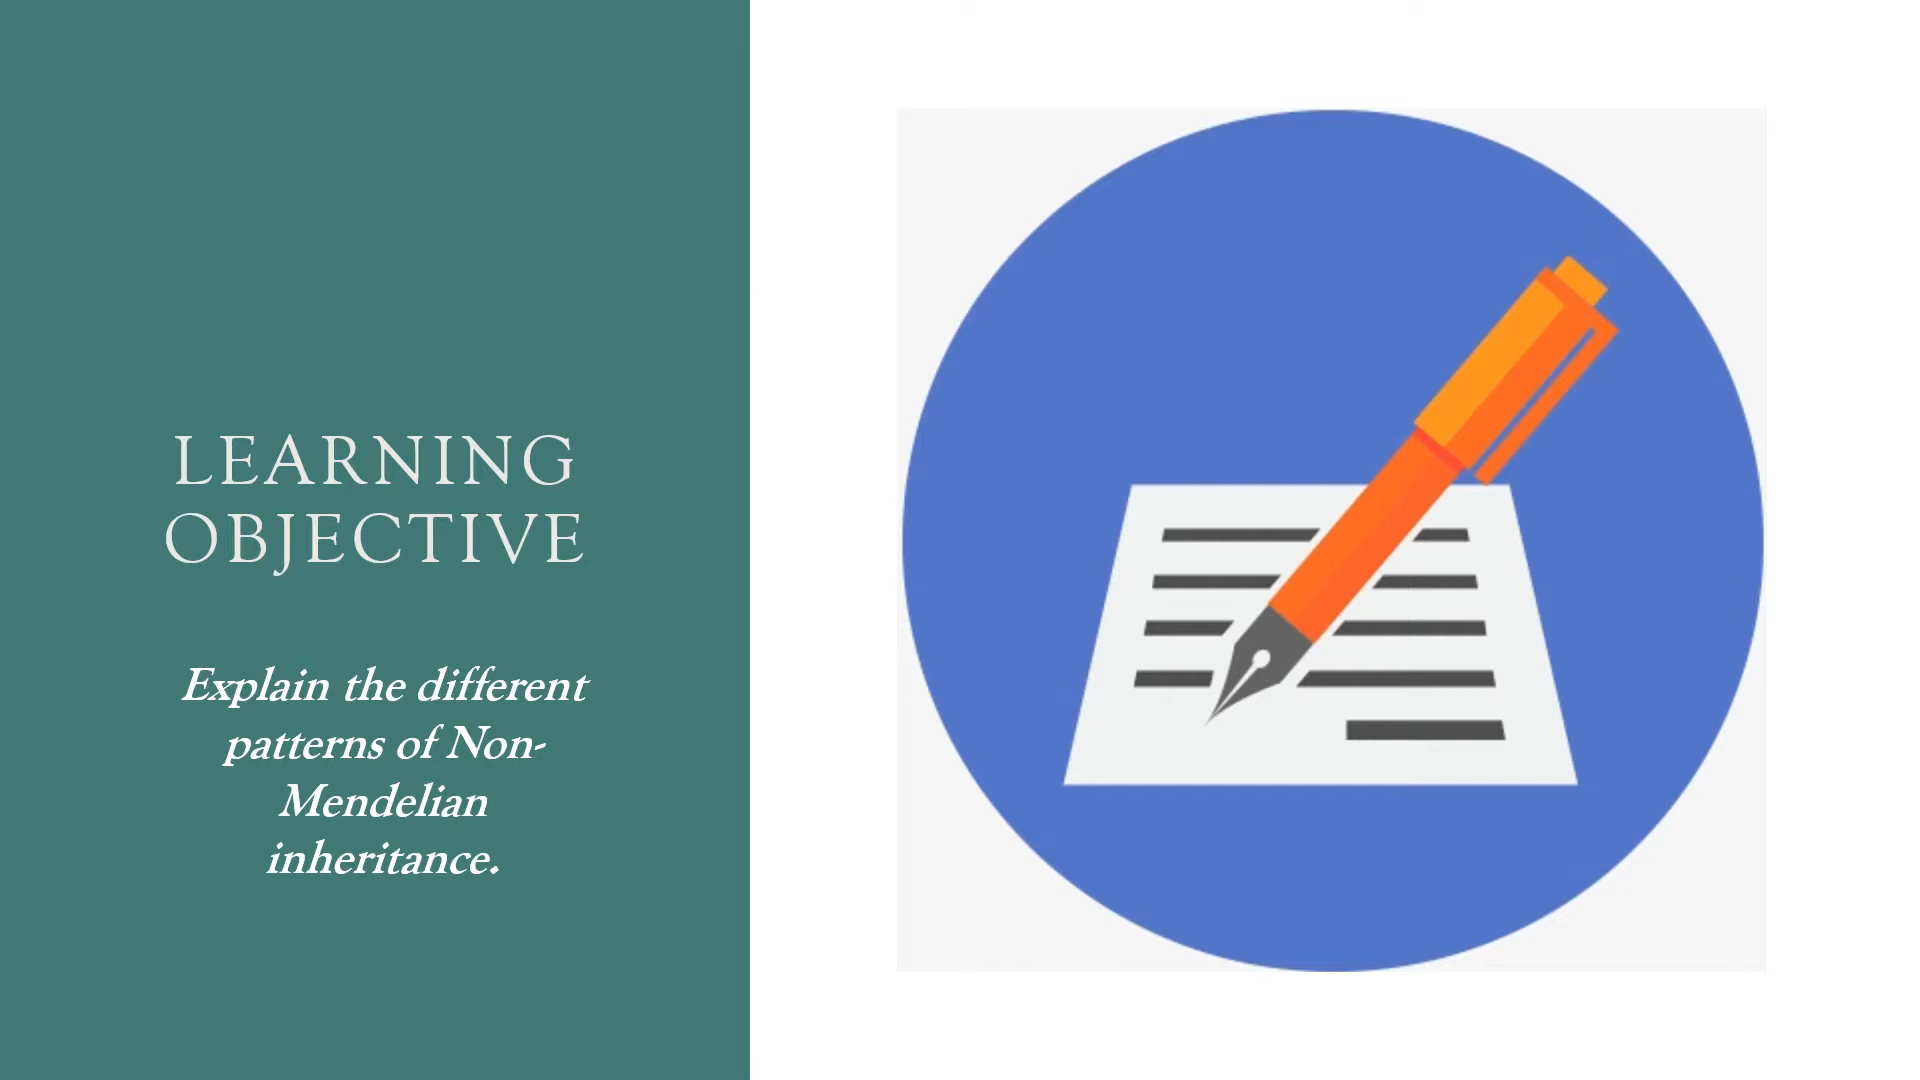 LEARNING
OBJECTIVE
Explain the different
patterns of Non-
Mendelian
inheritance.